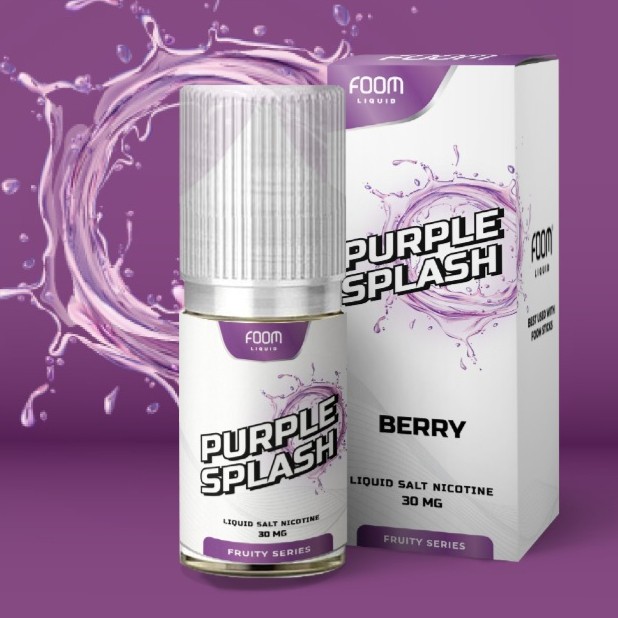 FOOM
LIQUID
PURPLE
SPLASH
LIQUID SALT NICOTINE
30 MG
FRUITY SERIES
FOOM
LIQUID
PURPLE
SPLASH
BERRY
LIQUID SALT NICOTINE
30 MG
FRUITY SERIES
FOOM
LIQUID
BEST USED WITH
FOOM STICKS